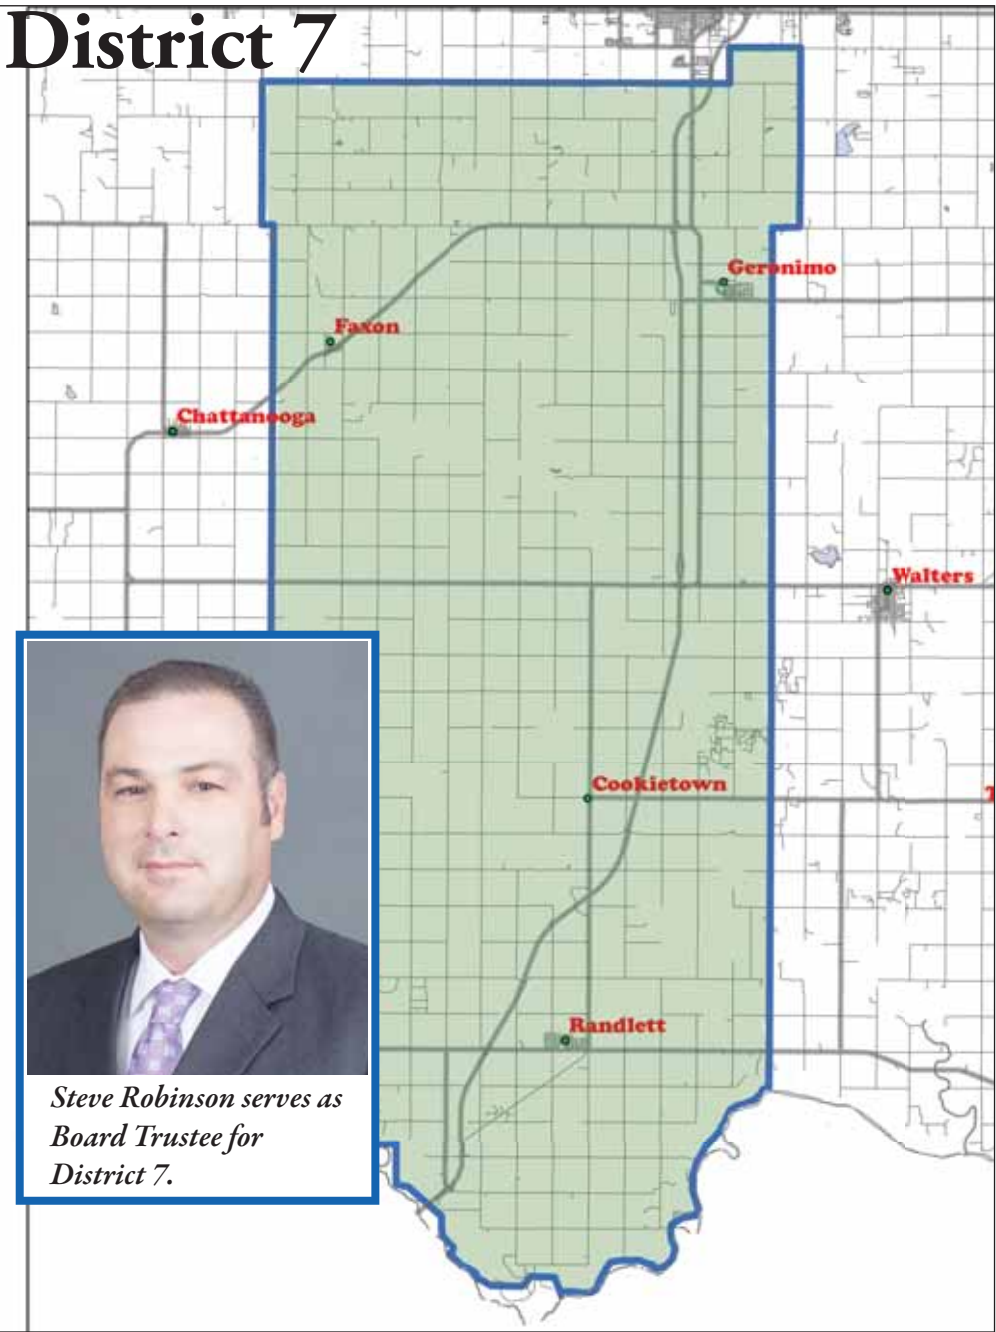 District 7
Geronimo
Faxon
Chattanooga
Walters
Cookietown
T
Randlett
Steve Robinson serves as
Board Trustee for
District 7.